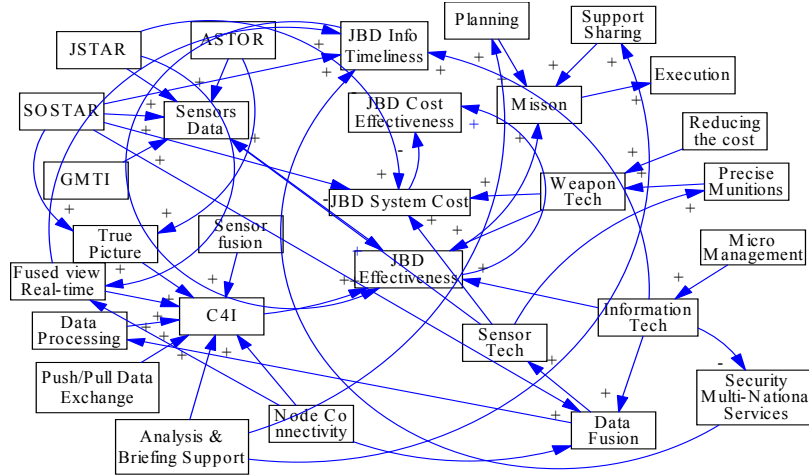 Planning
Support
Sharing
JSTAR
ASTOR
JBD Info
Timeliness
Execution
Misson
SOSTAR
Sensors
Data
JBD Cost
Effectiveness
Reducing
the cost
Precise
Munitions
GMTI
Weapon
Tech
JBD System Cost
True
Picture
Sensor
fusion
Micro
Management
Fused view
Real-time
JBD
Effectiveness
C4I
Information
Tech
Data
Processing
Sensor
Tech
Push/Pull Data
Exchange
Security
Multi-National
Services
Node Co
nnectivity
Data
Fusion
Analysis &
Briefing Support